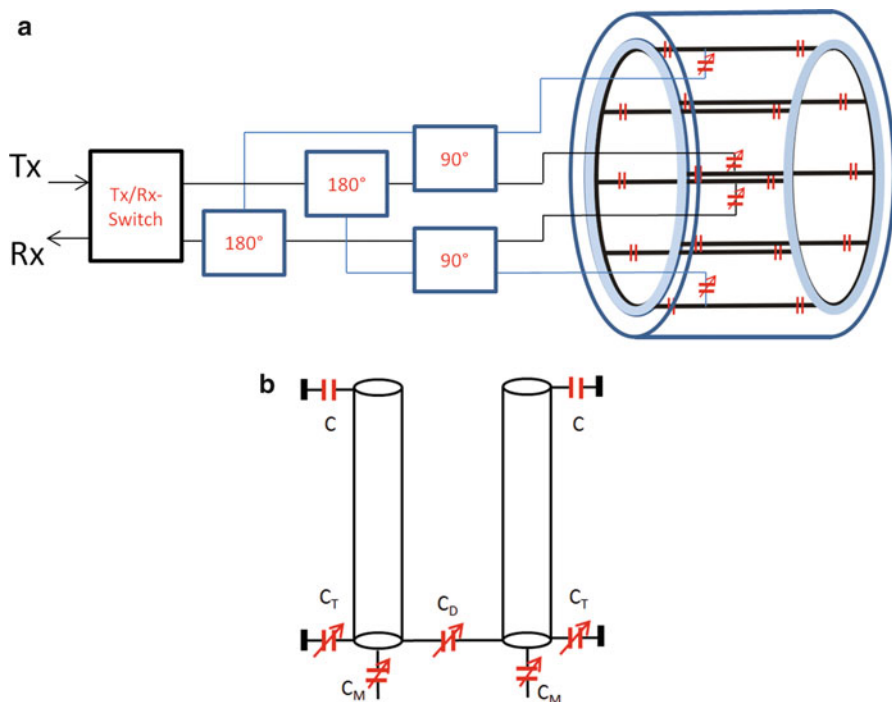 a
Tx
Rx
Tx/Rx-
Switch
180°
180°
90°
90°
b
C
C
C_T
C_D
C_T
C_M
C_M